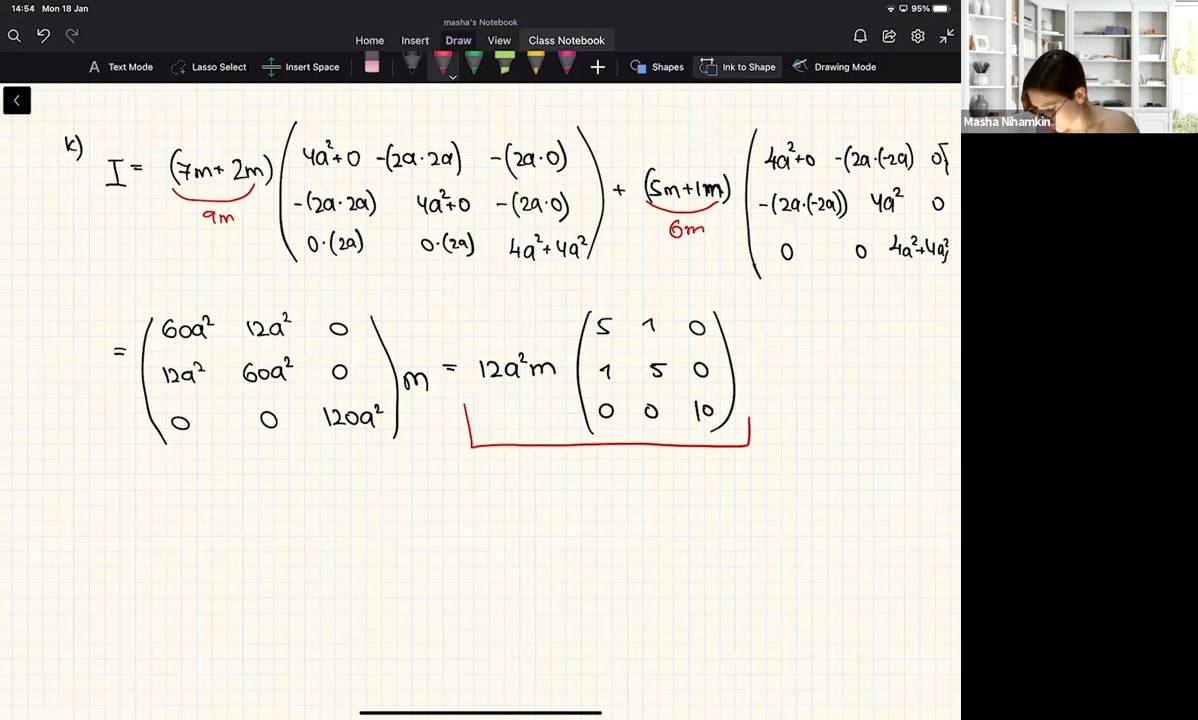 14:54 Mon 18 Jan
95%
masha's Notebook
Home Insert Draw View Class Notebook
A Text Mode Lasso Select Insert Space Shapes Ink to Shape Drawing Mode
Masha Nihamkin
k)
I = (7m+2m) ( 4a²+0 -(2a·2a) -(2a·0)
-(2a·2a) 4a²+0 -(2a·0)
0·(2a) 0·(2a) 4a²+4a² )
9m
+ (5m+1m) ( 4a²+0 -(2a·(-2a) 0
-(2a·(-2a)) 4a² 0
0 0 4a²+4a² )
6m
= ( 60a² 12a² 0
12a² 60a² 0
0 0 120a² ) m
= 12a²m ( 5 1 0
1 5 0
0 0 10 )